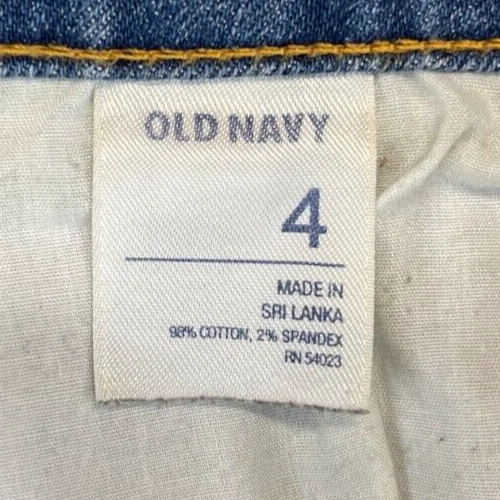 OLD NAVY
4
MADE IN
SRI LANKA
98% COTTON, 2% SPANDEX
RN 54023